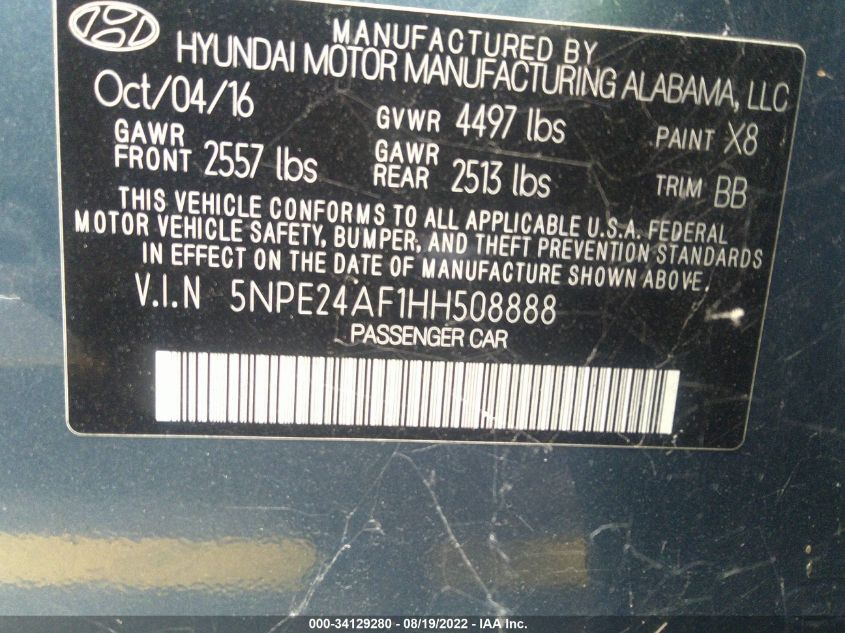 MANUFACTURED BY
HYUNDAI MOTOR MANUFACTURING ALABAMA, LLC
Oct/04/16 GVWR 4497 lbs PAINT X8
GAWR FRONT 2557 lbs GAWR REAR 2513 lbs TRIM BB
THIS VEHICLE CONFORMS TO ALL APPLICABLE U.S.A. FEDERAL
MOTOR VEHICLE SAFETY, BUMPER, AND THEFT PREVENTION STANDARDS
IN EFFECT ON THE DATE OF MANUFACTURE SHOWN ABOVE.
V.I.N 5NPE24AF1HH508888
PASSENGER CAR
000-34129280 - 08/19/2022 - IAA Inc.